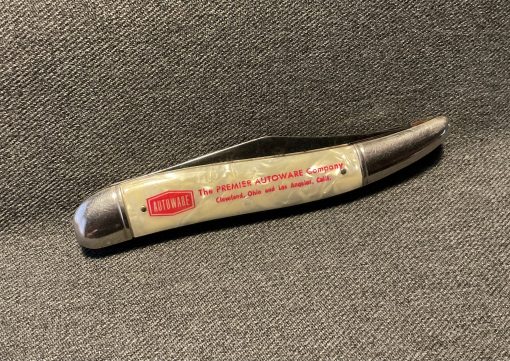 AUTOWARE
The PREMIER AUTOWARE Company
Cleveland, Ohio and Los Angeles, Calif.